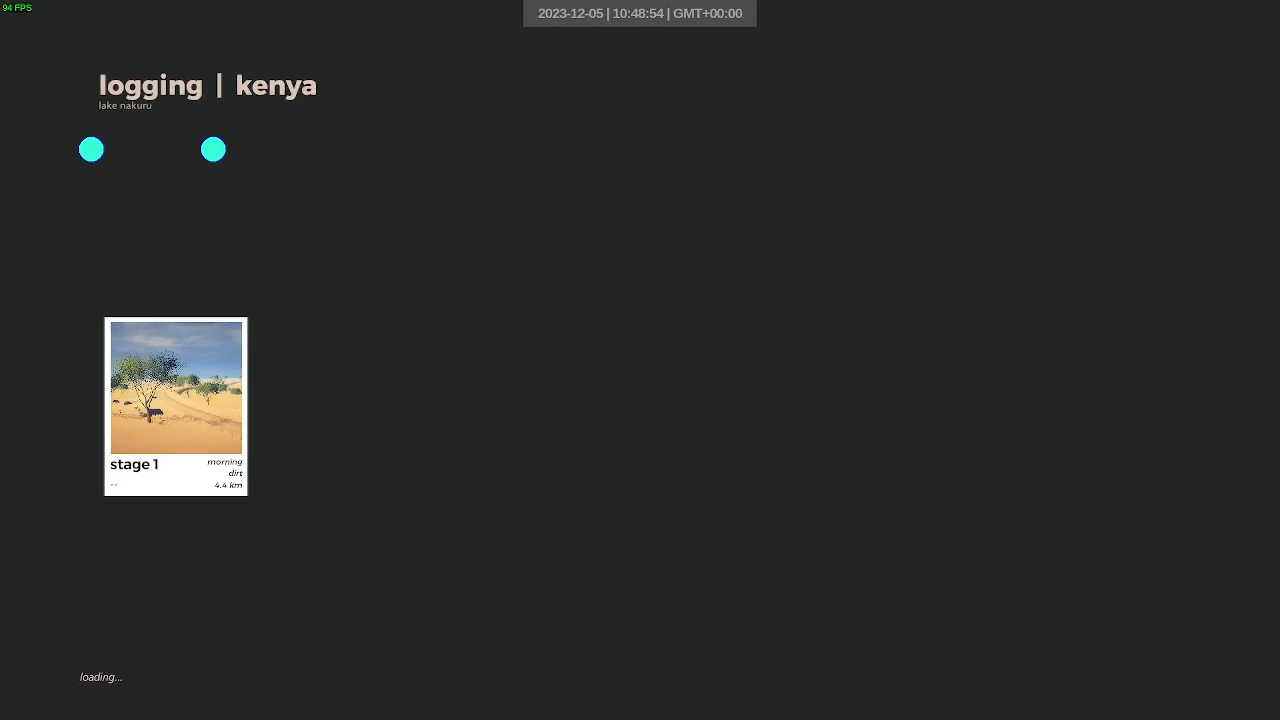 94 FPS
2023-12-05 | 10:48:54 | GMT+00:00
logging | kenya
lake nakuru
stage 1
morning
dirt
--
4.4 km
loading...